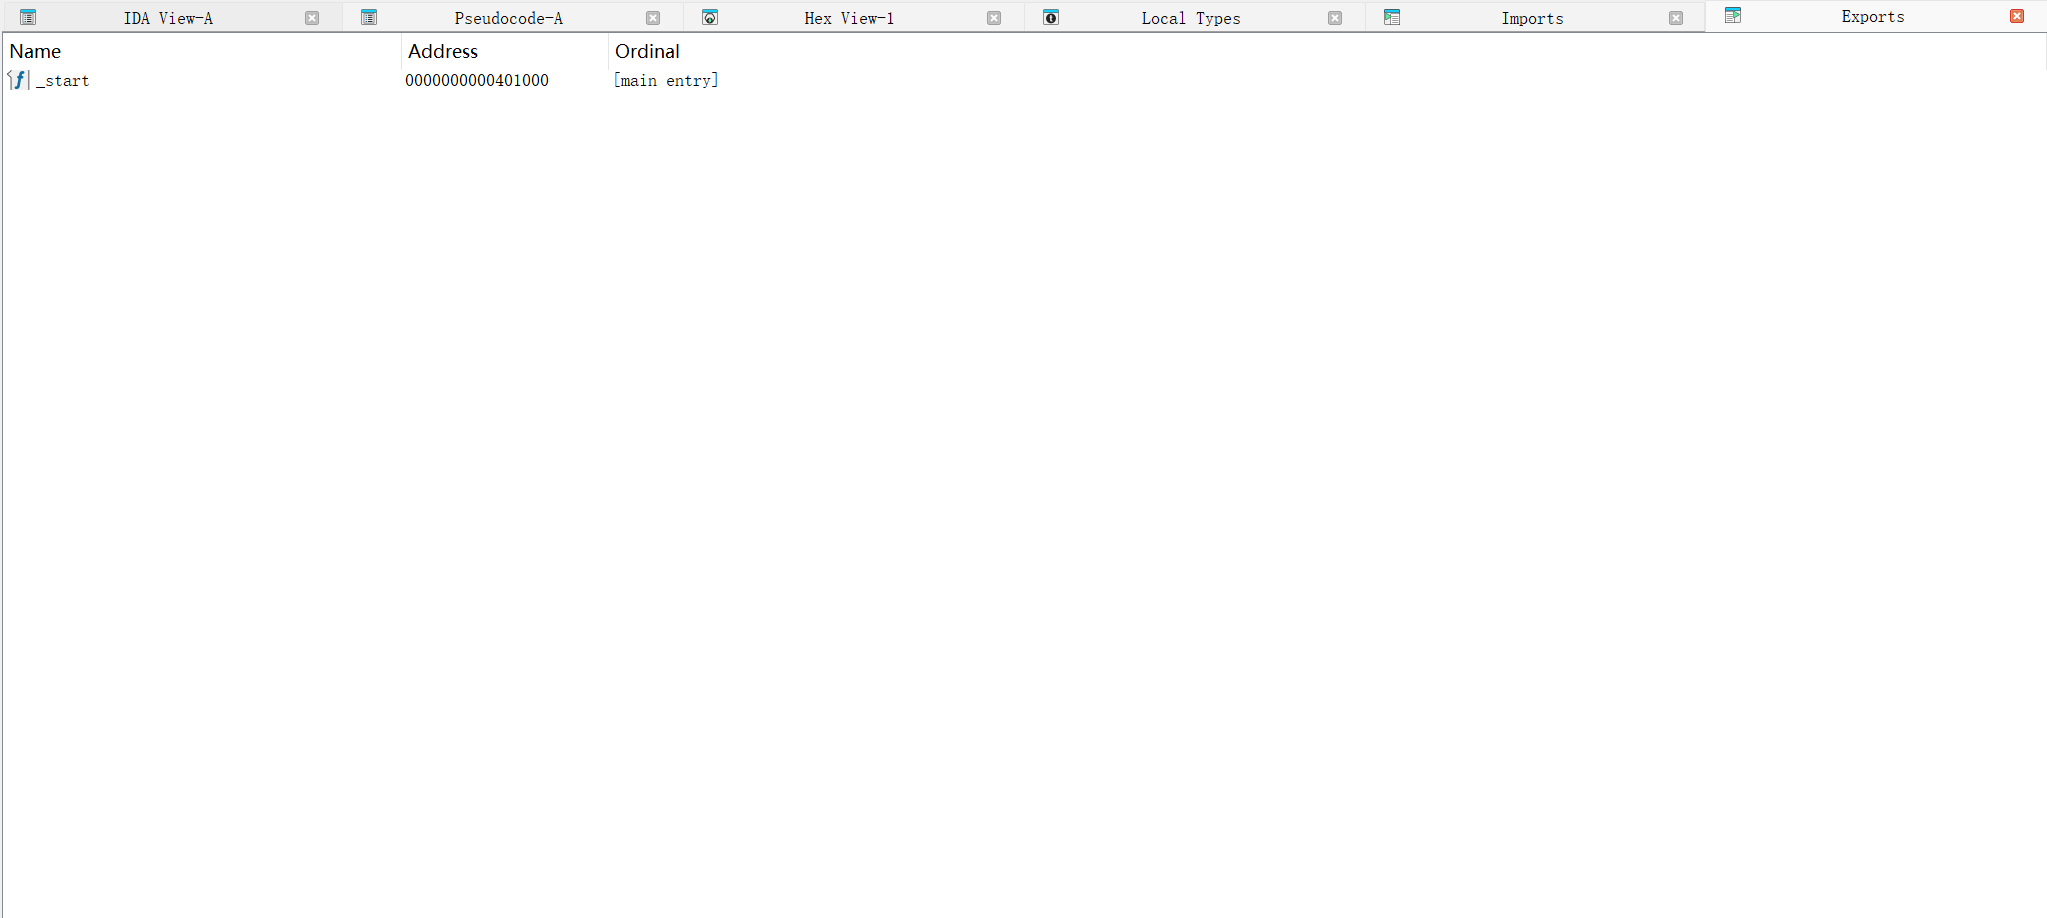 IDA View-A Pseudocode-A Hex View-1 Local Types Imports Exports
Name Address Ordinal
_start 0000000000401000 [main entry]